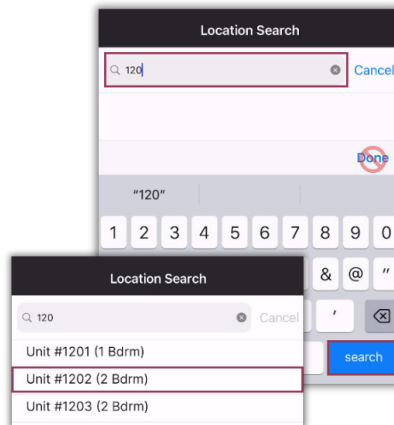 Location Search
120
Cancel
Done
"120"
1 2 3 4 5 6 7 8 9 0
& @ "
'
search
Location Search
120
Cancel
Unit #1201 (1 Bdrm)
Unit #1202 (2 Bdrm)
Unit #1203 (2 Bdrm)